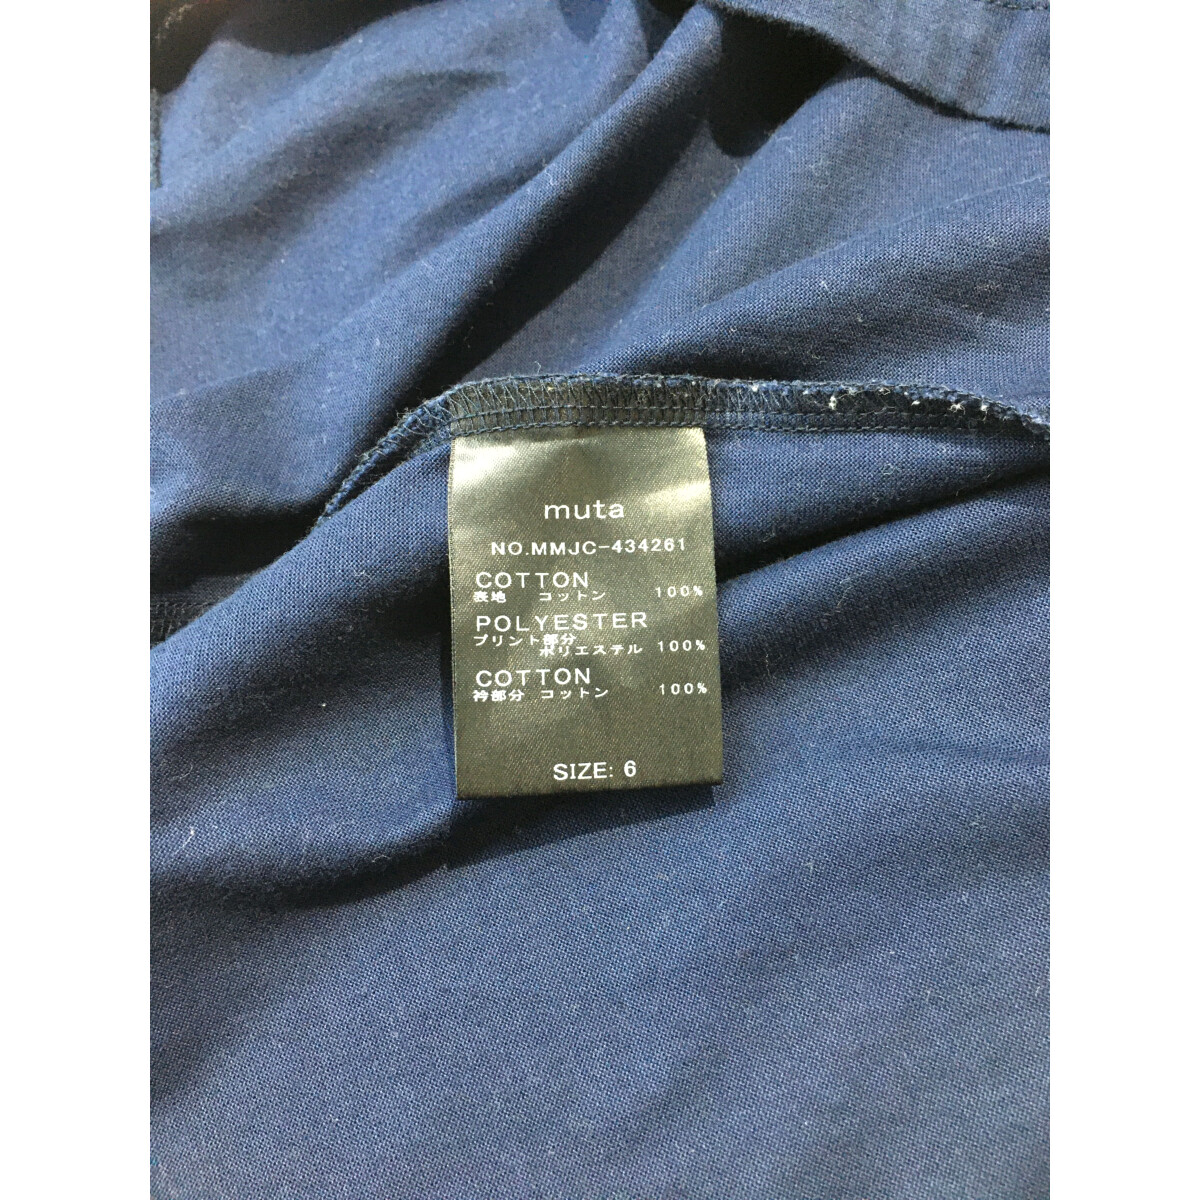 muta
NO.MMJC-434261
COTTON
表地 コットン 100%
POLYESTER
プリント部分
ポリエステル 100%
COTTON
衿部分 コットン 100%
SIZE: 6